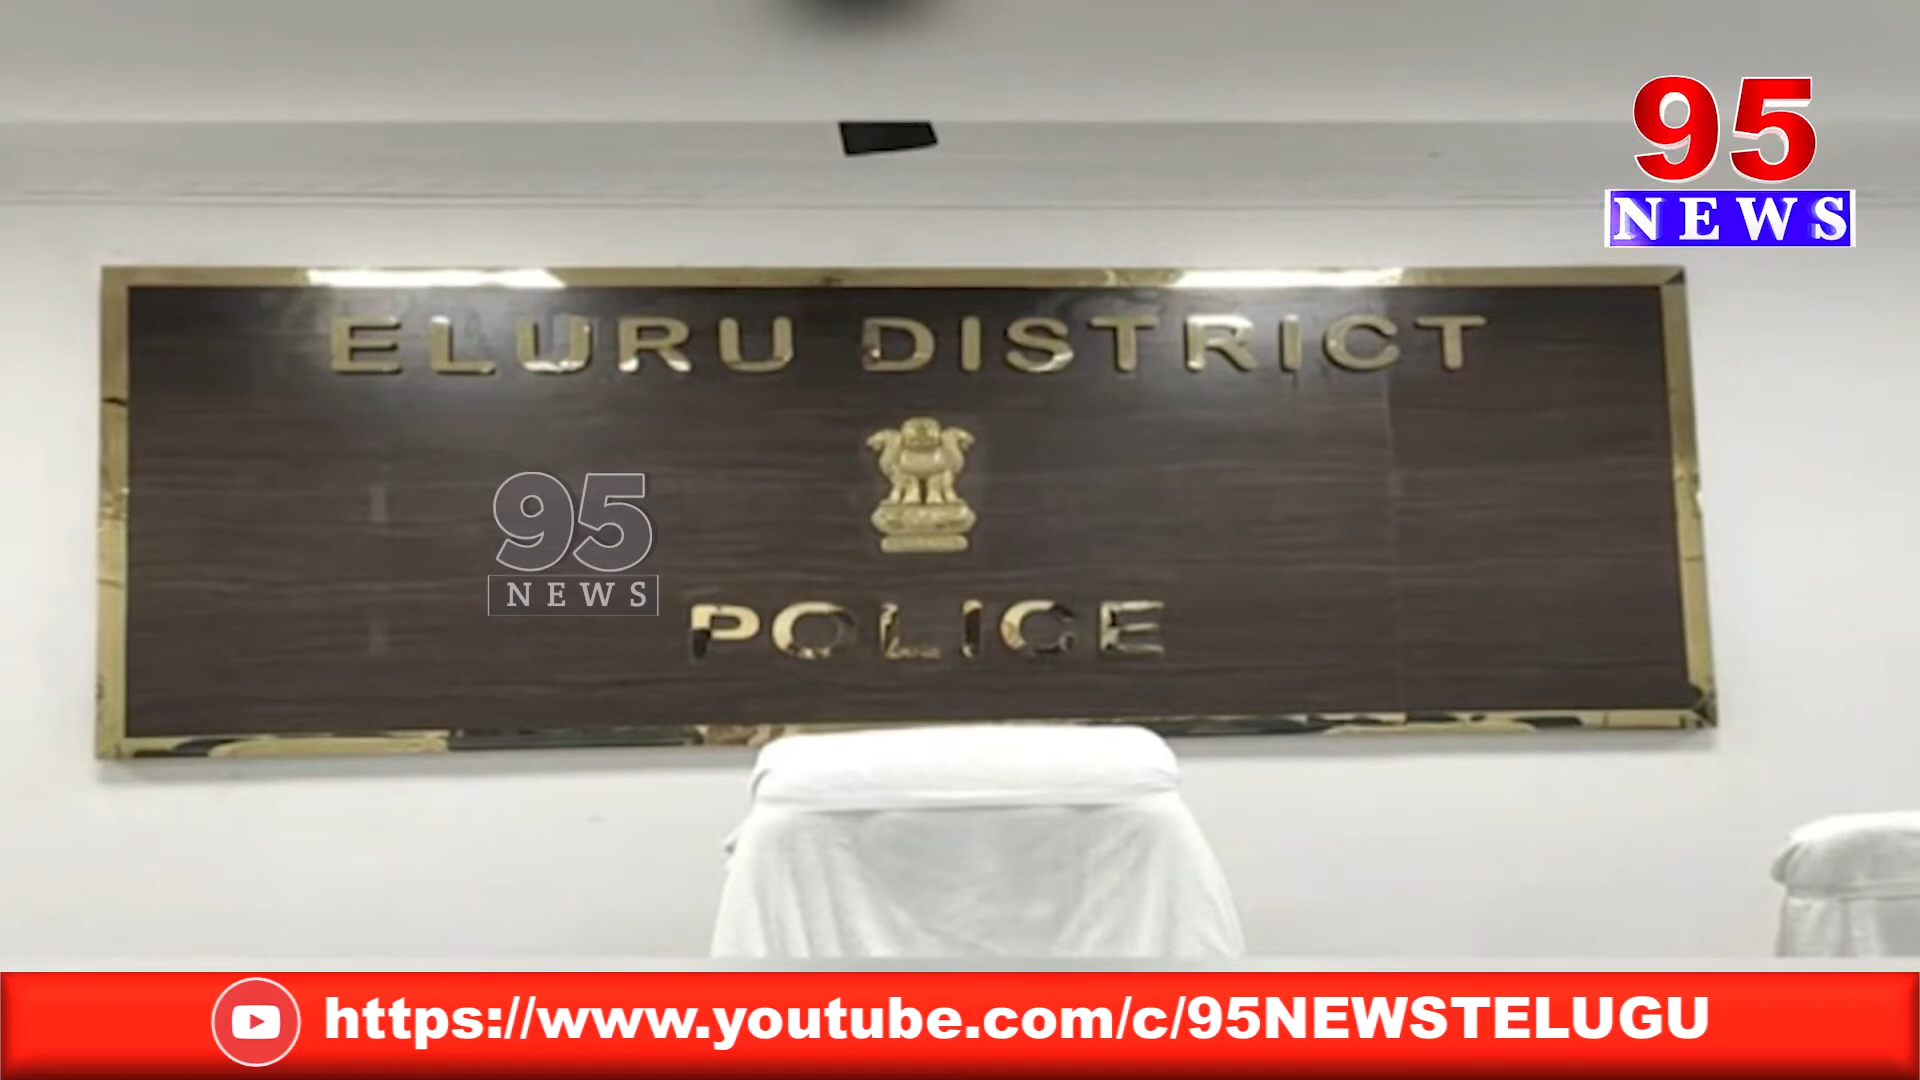 95
NEWS
ELURU DISTRICT
95
NEWS
POLICE
https://www.youtube.com/c/95NEWSTELUGU